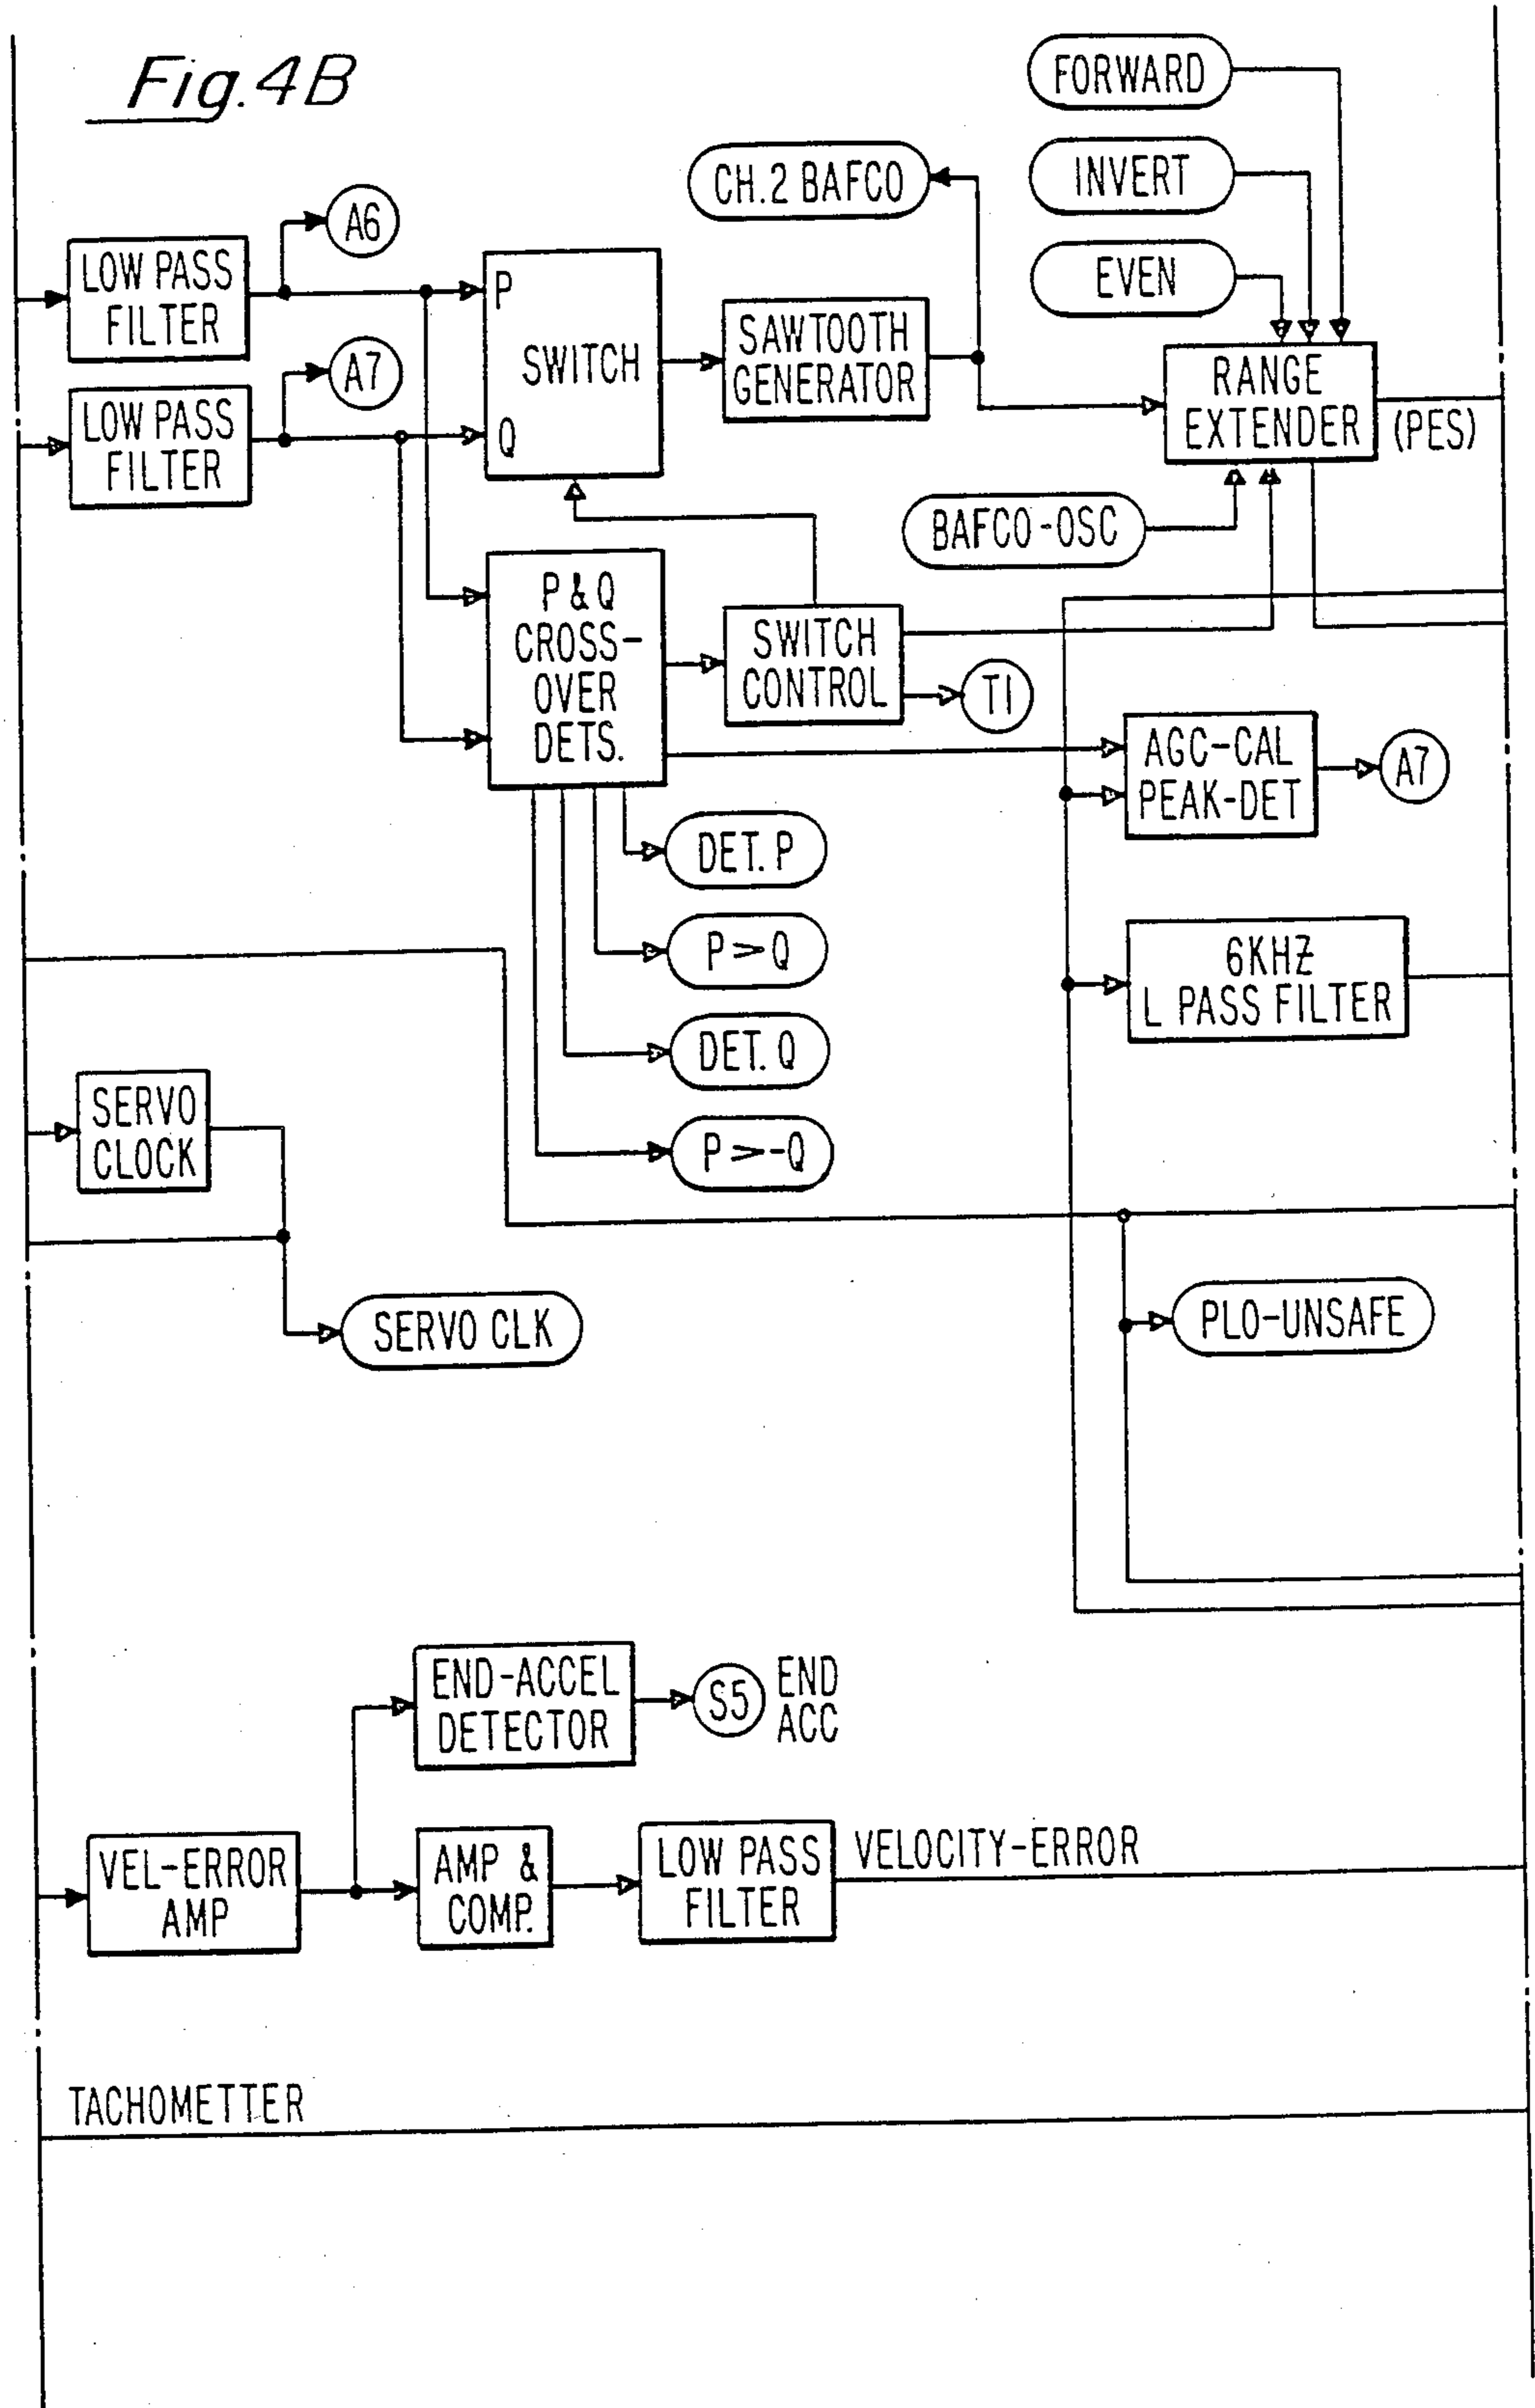 Fig. 4B
FORWARD
INVERT
EVEN
CH.2 BAFCO
A6
LOW PASS
FILTER
A7
LOW PASS
FILTER
P
SWITCH
Q
SAWTOOTH
GENERATOR
RANGE
EXTENDER
(PES)
BAFCO-OSC
P & Q
CROSS-
OVER
DETS.
SWITCH
CONTROL
T1
AGC-CAL
PEAK-DET
A7
DET. P
P > Q
DET. Q
P > -Q
6KHZ
L PASS FILTER
SERVO
CLOCK
SERVO CLK
PLO-UNSAFE
END-ACCEL
DETECTOR
S5
END
ACC
VEL-ERROR
AMP
AMP &
COMP.
LOW PASS
FILTER
VELOCITY-ERROR
TACHOMETTER